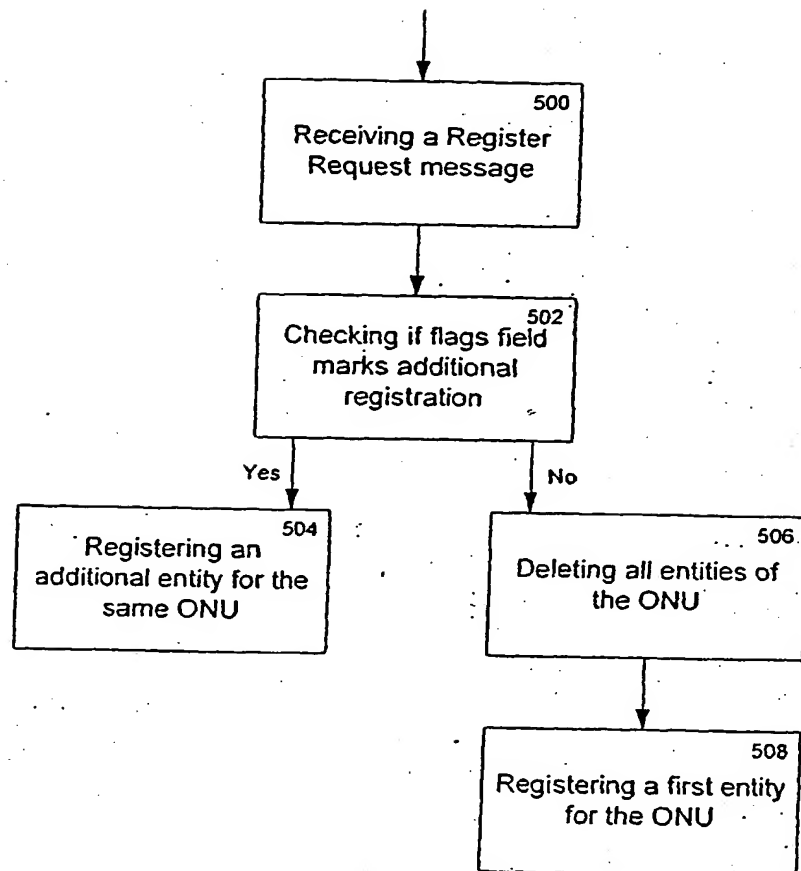 500
Receiving a Register
Request message
502
Checking if flags field
marks additional
registration
Yes
No
504
Registering an
additional entity for the
same ONU
506
Deleting all entities of
the ONU
508
Registering a first entity
for the ONU